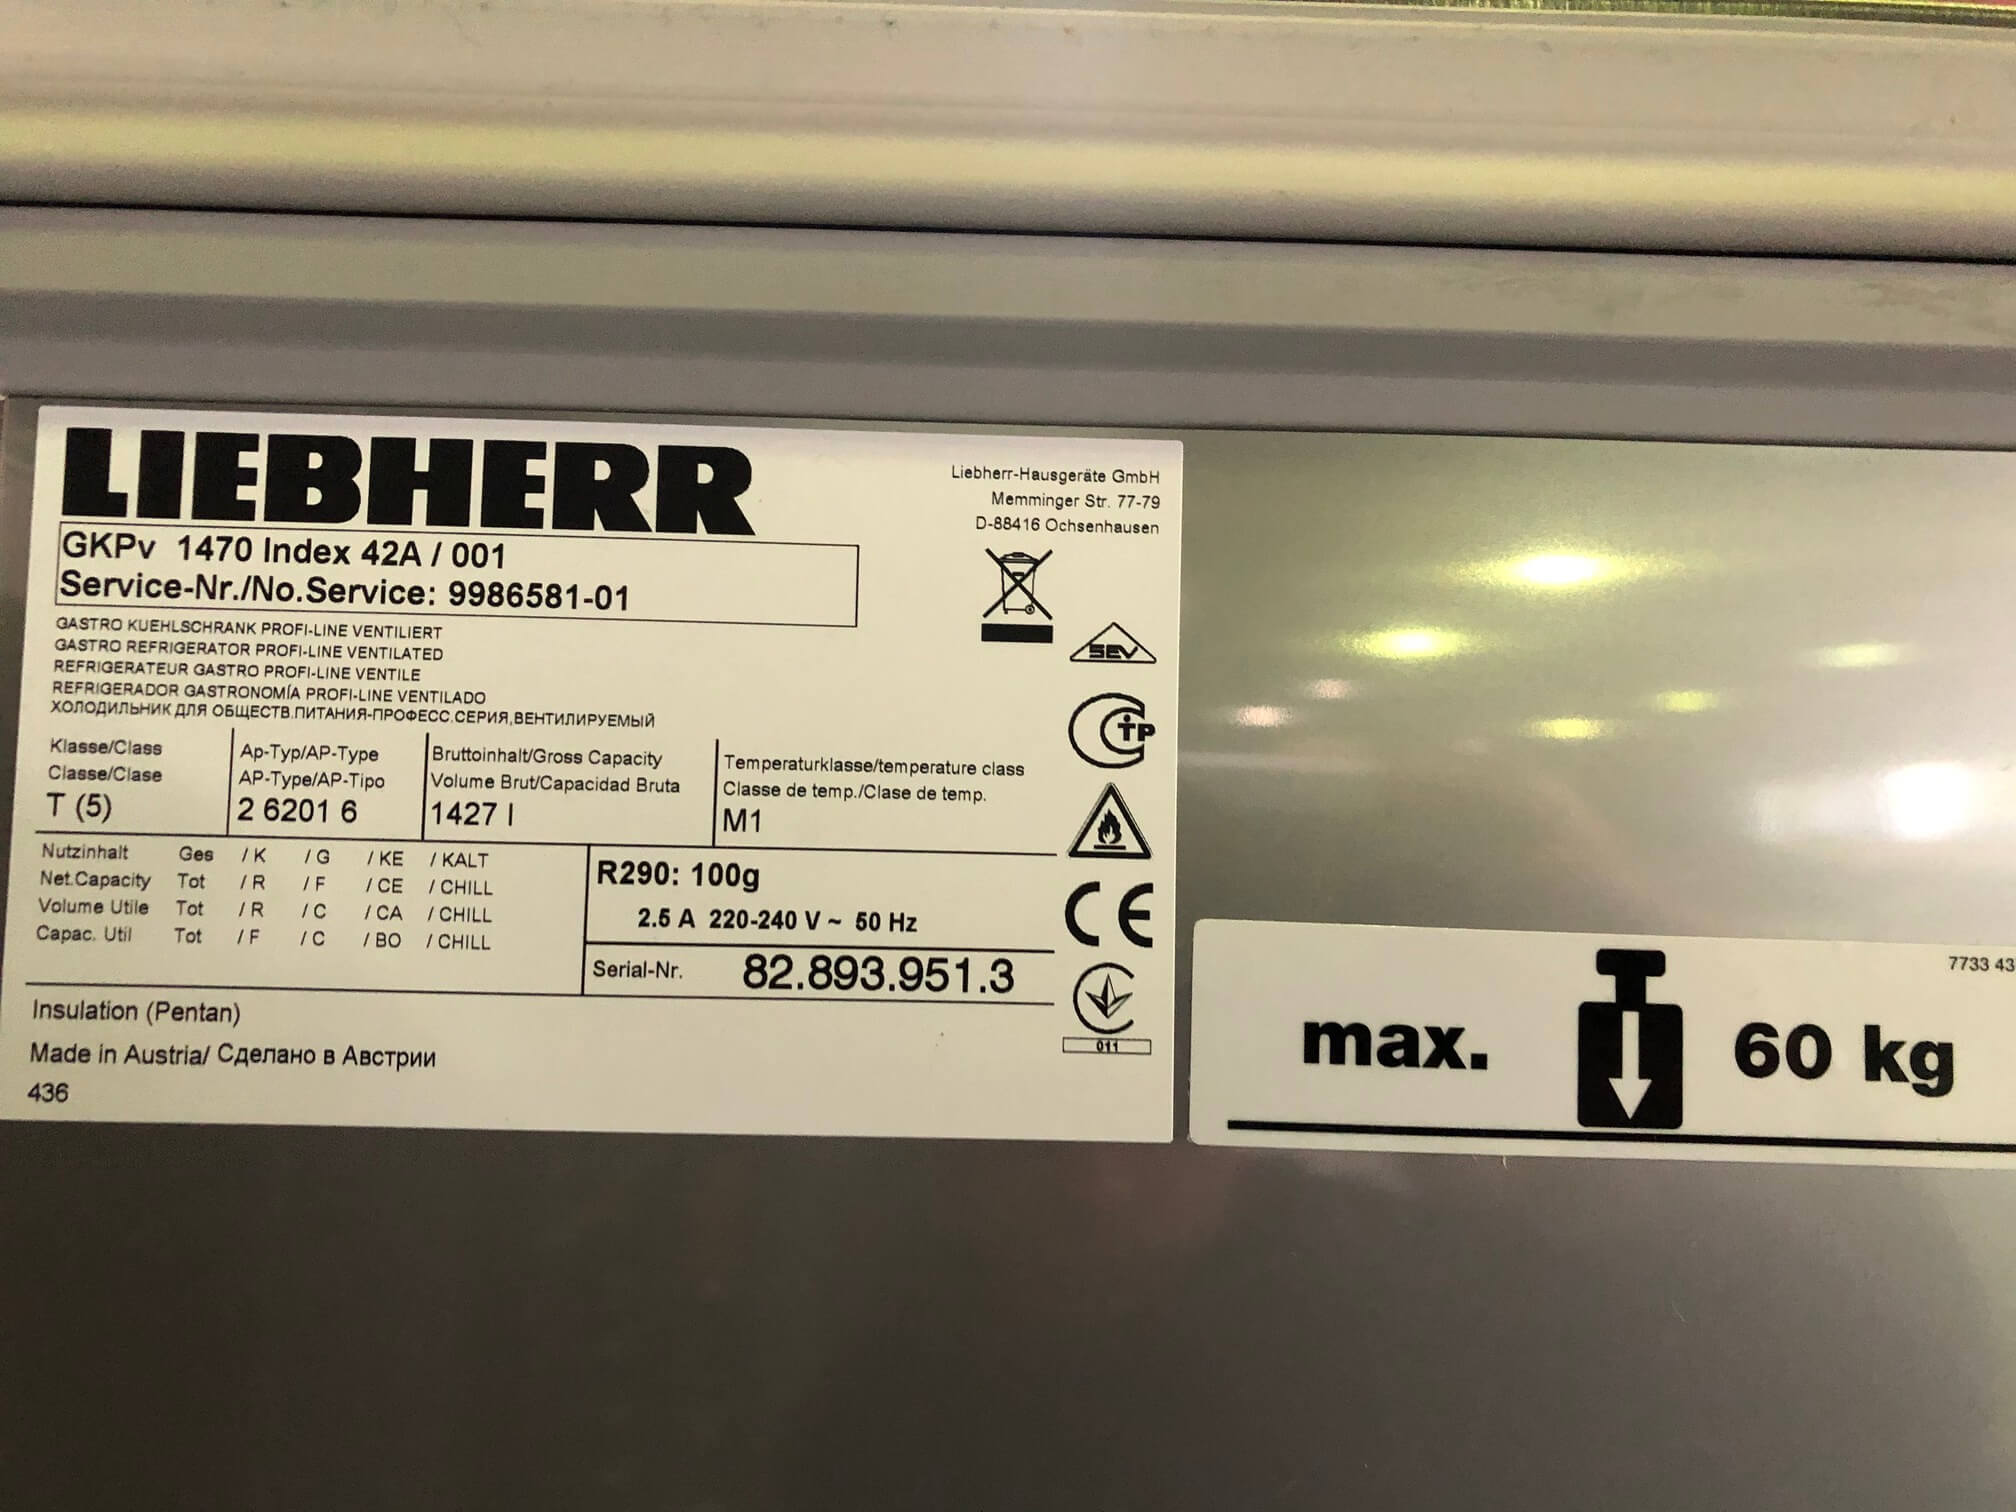 LIEBHERR
Liebherr-Hausgeräte GmbH
Memminger Str. 77-79
D-88416 Ochsenhausen
GKPv 1470 Index 42A / 001
Service-Nr./No.Service: 9986581-01
GASTRO KUEHLSCHRANK PROFI-LINE VENTILIERT
GASTRO REFRIGERATOR PROFI-LINE VENTILATED
REFRIGERATEUR GASTRO PROFI-LINE VENTILE
REFRIGERADOR GASTRONOMÍA PROFI-LINE VENTILADO
ХОЛОДИЛЬНИК ДЛЯ ОБЩЕСТВ.ПИТАНИЯ-ПРОФЕСС.СЕРИЯ,ВЕНТИЛИРУЕМЫЙ
SEV
TP
Klasse/Class
Classe/Clase
T (5)
Ap-Typ/AP-Type
AP-Type/AP-Tipo
2 6201 6
Bruttoinhalt/Gross Capacity
Volume Brut/Capacidad Bruta
1427 l
Temperaturklasse/temperature class
Classe de temp./Clase de temp.
M1
Nutzinhalt Ges / K / G / KE / KALT
Net.Capacity Tot / R / F / CE / CHILL
Volume Utile Tot / R / C / CA / CHILL
Capac. Util Tot / F / C / BO / CHILL
R290: 100g
2.5 A 220-240 V ~ 50 Hz
Serial-Nr. 82.893.951.3
CE
011
Insulation (Pentan)
Made in Austria/ Сделано в Австрии
436
7733 43
max. 60 kg